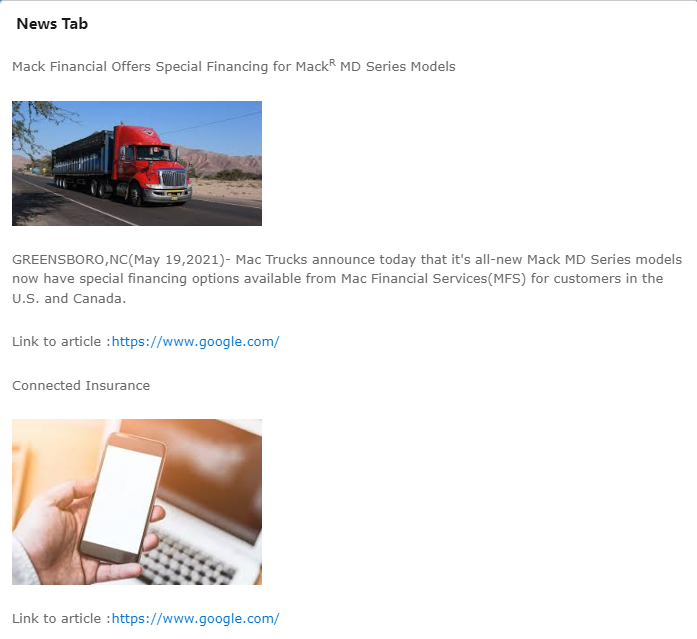 News Tab
Mack Financial Offers Special Financing for Mackᴿ MD Series Models
GREENSBORO,NC(May 19,2021)- Mac Trucks announce today that it's all-new Mack MD Series models
now have special financing options available from Mac Financial Services(MFS) for customers in the
U.S. and Canada.
Link to article :https://www.google.com/
Connected Insurance
Link to article :https://www.google.com/